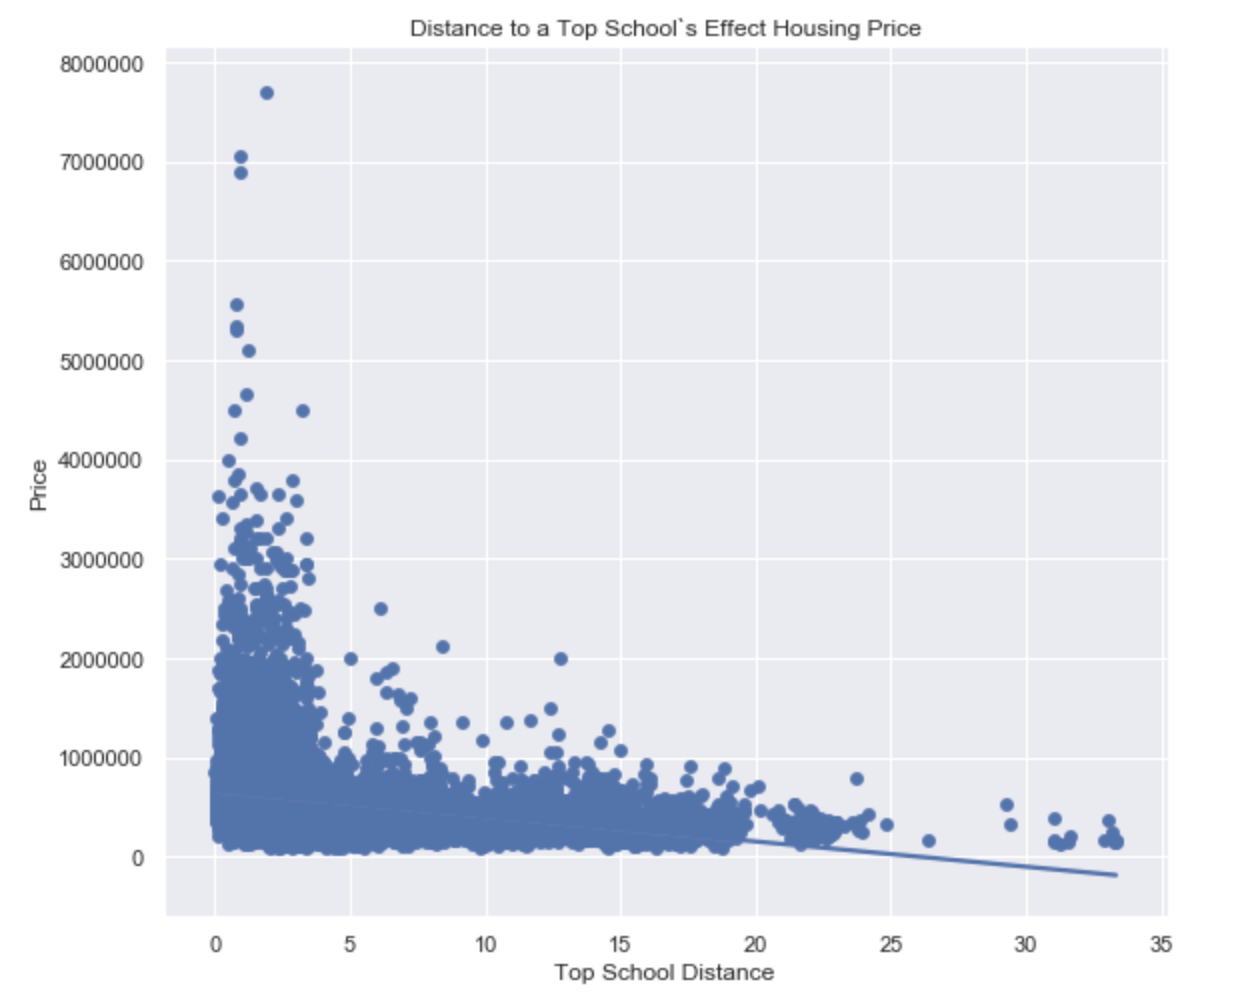 Distance to a Top School`s Effect Housing Price
8000000
7000000
6000000
5000000
4000000
3000000
2000000
1000000
0
Price
0 5 10 15 20 25 30 35
Top School Distance